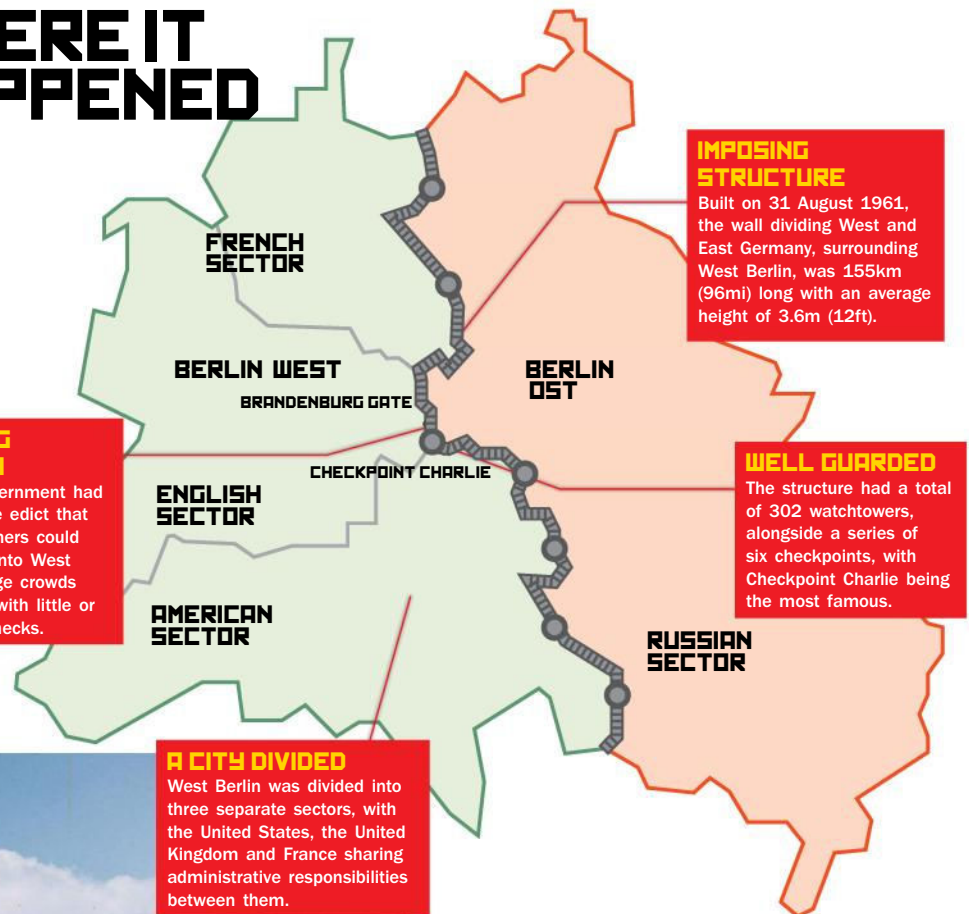 ERE IT
PPENED
IMPOSING
STRUCTURE
Built on 31 August 1961,
the wall dividing West and
East Germany, surrounding
West Berlin, was 155km
(96mi) long with an average
height of 3.6m (12ft).
FRENCH
SECTOR
BERLIN WEST
BRANDENBURG GATE
BERLIN
OST
CHECKPOINT CHARLIE
ENGLISH
SECTOR
AMERICAN
SECTOR
RUSSIAN
SECTOR
G
ernment had
e edict that
ners could
nto West
ge crowds
with little or
hecks.
WELL GUARDED
The structure had a total
of 302 watchtowers,
alongside a series of
six checkpoints, with
Checkpoint Charlie being
the most famous.
A CITY DIVIDED
West Berlin was divided into
three separate sectors, with
the United States, the United
Kingdom and France sharing
administrative responsibilities
between them.